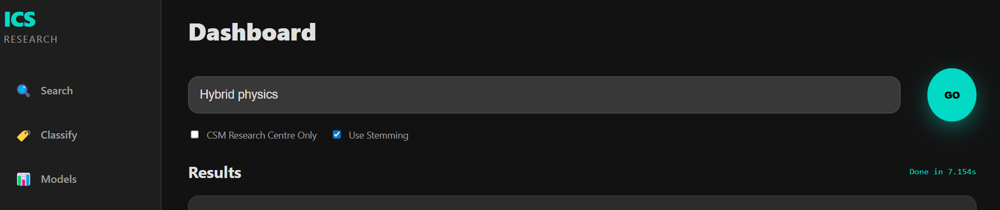 ICS
RESEARCH
Search
Classify
Models
Dashboard
Hybrid physics
GO
CSM Research Centre Only
Use Stemming
Results
Done in 7.154s